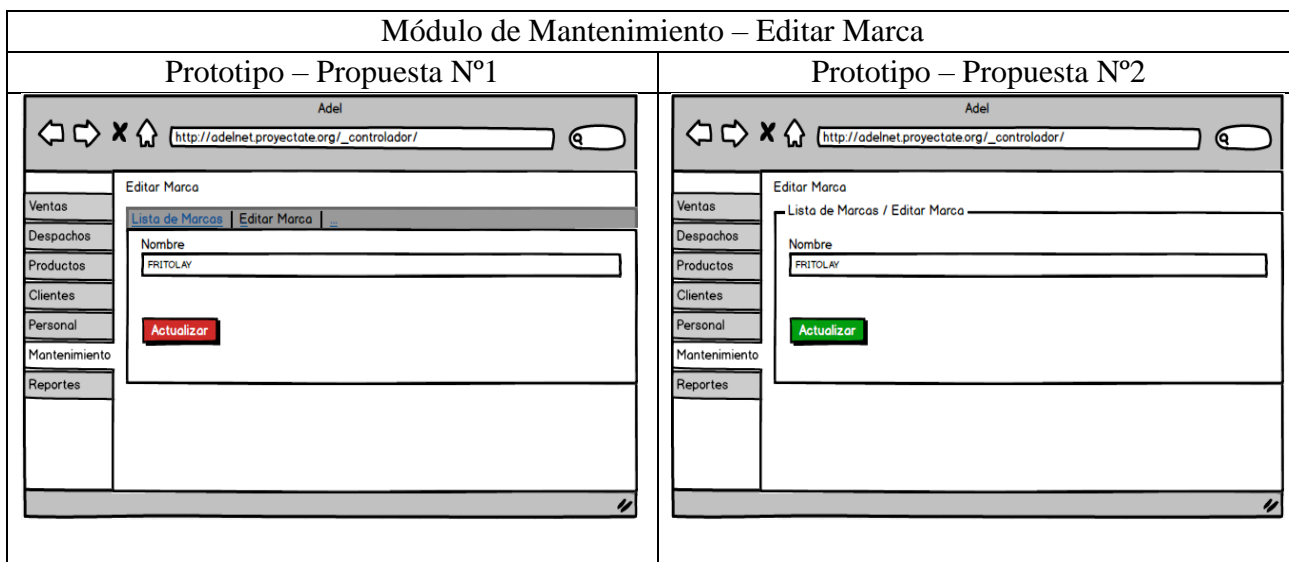 Módulo de Mantenimiento – Editar Marca
Prototipo – Propuesta Nº1
Prototipo – Propuesta Nº2
Adel
http://adelnet.proyectate.org/_controlador/
Editar Marca
Ventas
Despachos
Productos
Clientes
Personal
Mantenimiento
Reportes
Lista de Marcas | Editar Marca | ...
Nombre
FRITOLAY
Actualizar
Adel
http://adelnet.proyectate.org/_controlador/
Editar Marca
Ventas
Despachos
Productos
Clientes
Personal
Mantenimiento
Reportes
Lista de Marcas / Editar Marca
Nombre
FRITOLAY
Actualizar